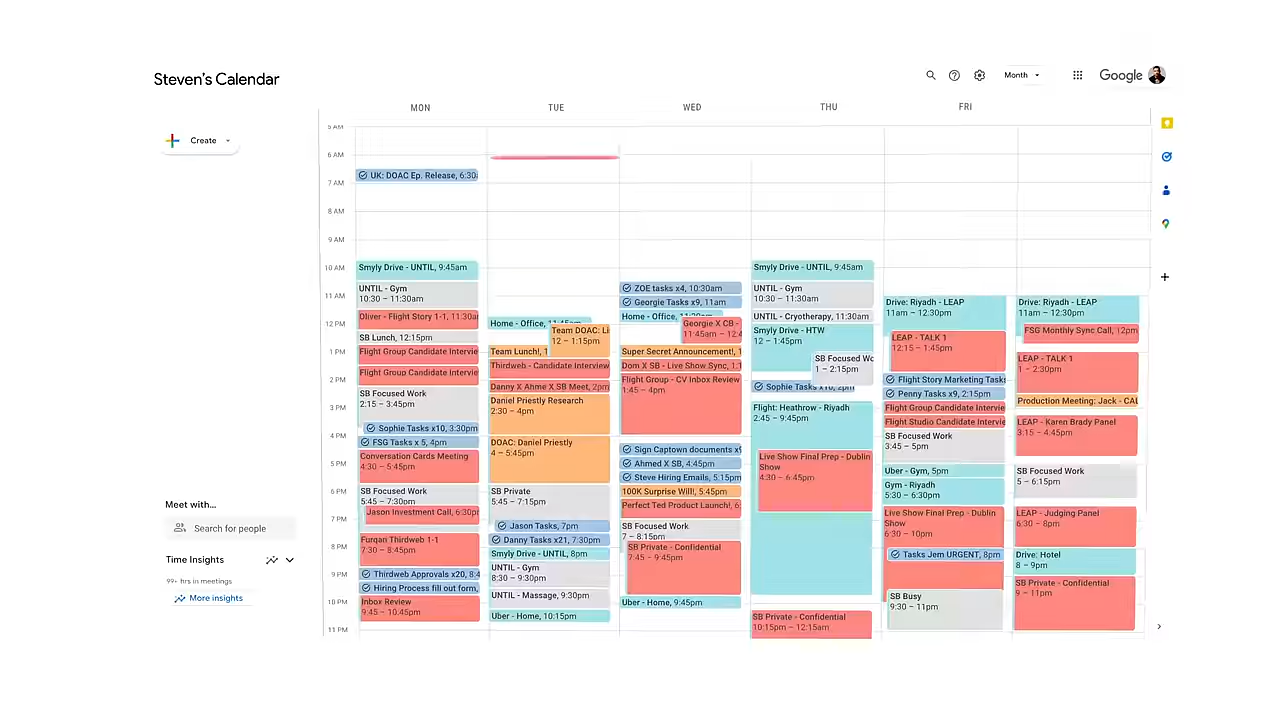 Steven's Calendar
Month
Google
MON
TUE
WED
THU
FRI
Create
5 AM
6 AM
7 AM
8 AM
9 AM
10 AM
11 AM
12 PM
1 PM
2 PM
3 PM
4 PM
5 PM
6 PM
7 PM
8 PM
9 PM
10 PM
11 PM
UK: DOAC Ep. Release, 6:30a
Smyly Drive - UNTIL, 9:45am
UNTIL - Gym
10:30 – 11:30am
Oliver - Flight Story 1-1, 11:30a
SB Lunch, 12:15pm
Flight Group Candidate Intervie
Flight Group Candidate Intervie
SB Focused Work
2:15 – 3:45pm
Sophie Tasks x10, 3:30pm
FSG Tasks x 5, 4pm
Conversation Cards Meeting
4:30 – 5:45pm
SB Focused Work
5:45 – 7:30pm
Jason Investment Call, 6:30p
Furqan Thirdweb 1-1
7:30 – 8:45pm
Thirdweb Approvals x20, 8:4
Hiring Process fill out form,
Inbox Review
9:45 – 10.45pm
Home - Office,
Team DOAC: Li
12 – 1:15pm
Team Lunch!, 1
Thirdweb - Candidate Interview
Danny X Ahme X SB Meet, 2pm
Daniel Priestly Research
2:30 – 4pm
DOAC: Daniel Priestly
4 – 5:45pm
SB Private
5:45 – 7:15pm
Jason Tasks, 7pm
Danny Tasks x21, 7:30pm
Smyly Drive - UNTIL, 8pm
UNTIL - Gym
8:30 – 9:30pm
UNTIL - Massage, 9:30pm
Uber - Home, 10:15pm
ZOE tasks x4, 10:30am
Georgie Tasks x9, 11am
Home - Office,
Georgie X CB -
11:45am – 12:4
Super Secret Announcement!, 1
Dom X SB - Live Show Sync, 1.1
Flight Group - CV Inbox Review
1:45 – 4pm
Sign Captown documents x
Ahmed X SB, 4:45pm
Steve Hiring Emails, 5:15pm
100K Surprise Will!, 5:45pm
Perfect Ted Product Launch!, 6:
SB Focused Work
7 – 8:15pm
SB Private - Confidential
7:45 – 9:45pm
Uber - Home, 9:45pm
Smyly Drive - UNTIL, 9:45am
UNTIL - Gym
10:30 – 11:30am
UNTIL - Cryotherapy, 11:30am
Smyly Drive - HTW
12 – 1:45pm
SB Focused Wc
1 – 2:15pm
Sophie Tasks x10, 2pm
Flight: Heathrow - Riyadh
2:45 – 9:45pm
Live Show Final Prep - Dublin
Show
4:30 – 6:45pm
SB Private - Confidential
10:15pm – 12:15am
Drive: Riyadh - LEAP
11am – 12:30pm
LEAP - TALK 1
12:15 – 1:45pm
Flight Story Marketing Tasks
Penny Tasks x9, 2:15pm
Flight Group Candidate Intervie
Flight Studio Candidate Intervie
SB Focused Work
3:45 – 4:45pm
Uber - Gym, 5pm
Gym - Riyadh
5:30 – 6:30pm
Live Show Final Prep - Dublin
Show
6:30 – 10pm
Tasks Jem URGENT, 8pm
SB Busy
9:30 – 11pm
Drive: Riyadh - LEAP
11am – 12:30pm
FSG Monthly Sync Call, 12pm
LEAP - TALK 1
1 – 2:30pm
Production Meeting: Jack - CAL
LEAP - Karen Brady Panel
3:15 – 4:45pm
SB Focused Work
5 – 6:15pm
LEAP - Judging Panel
6:30 – 8pm
Drive: Hotel
8 – 9pm
SB Private - Confidential
9 – 11pm
Meet with...
Search for people
Time Insights
99+ hrs in meetings
More insights